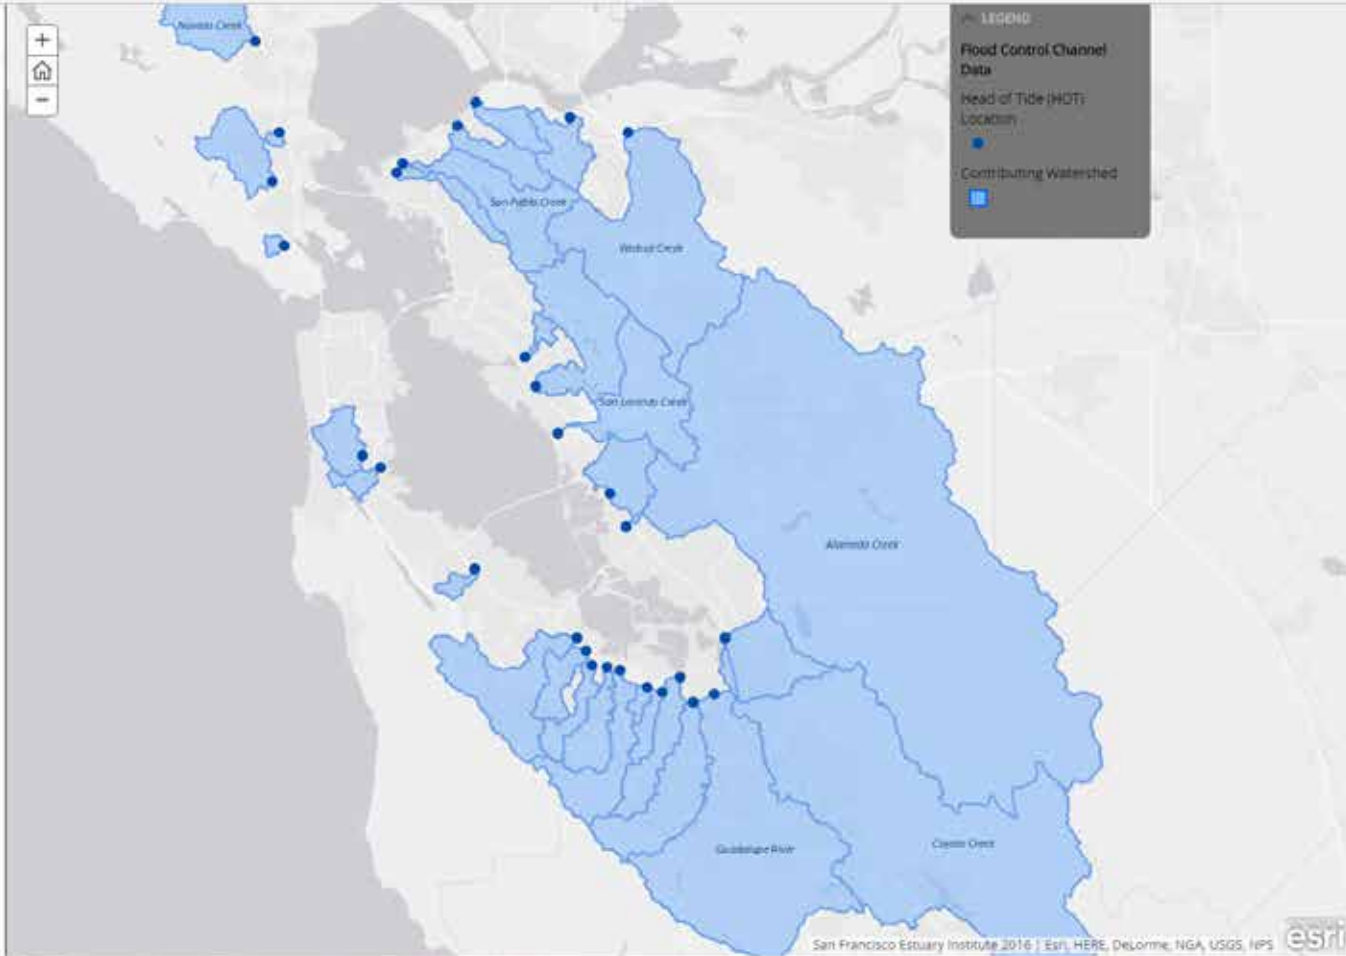 Novato Creek
+
−
LEGEND
Flood Control Channel
Data
Head of Tide (HOT)
Location
Contributing Watershed
San Pablo Creek
Walnut Creek
San Lorenzo Creek
Alameda Creek
Guadalupe River
Coyote Creek
San Francisco Estuary Institute 2016 | Esri, HERE, DeLorme, NGA, USGS, NPS
esri